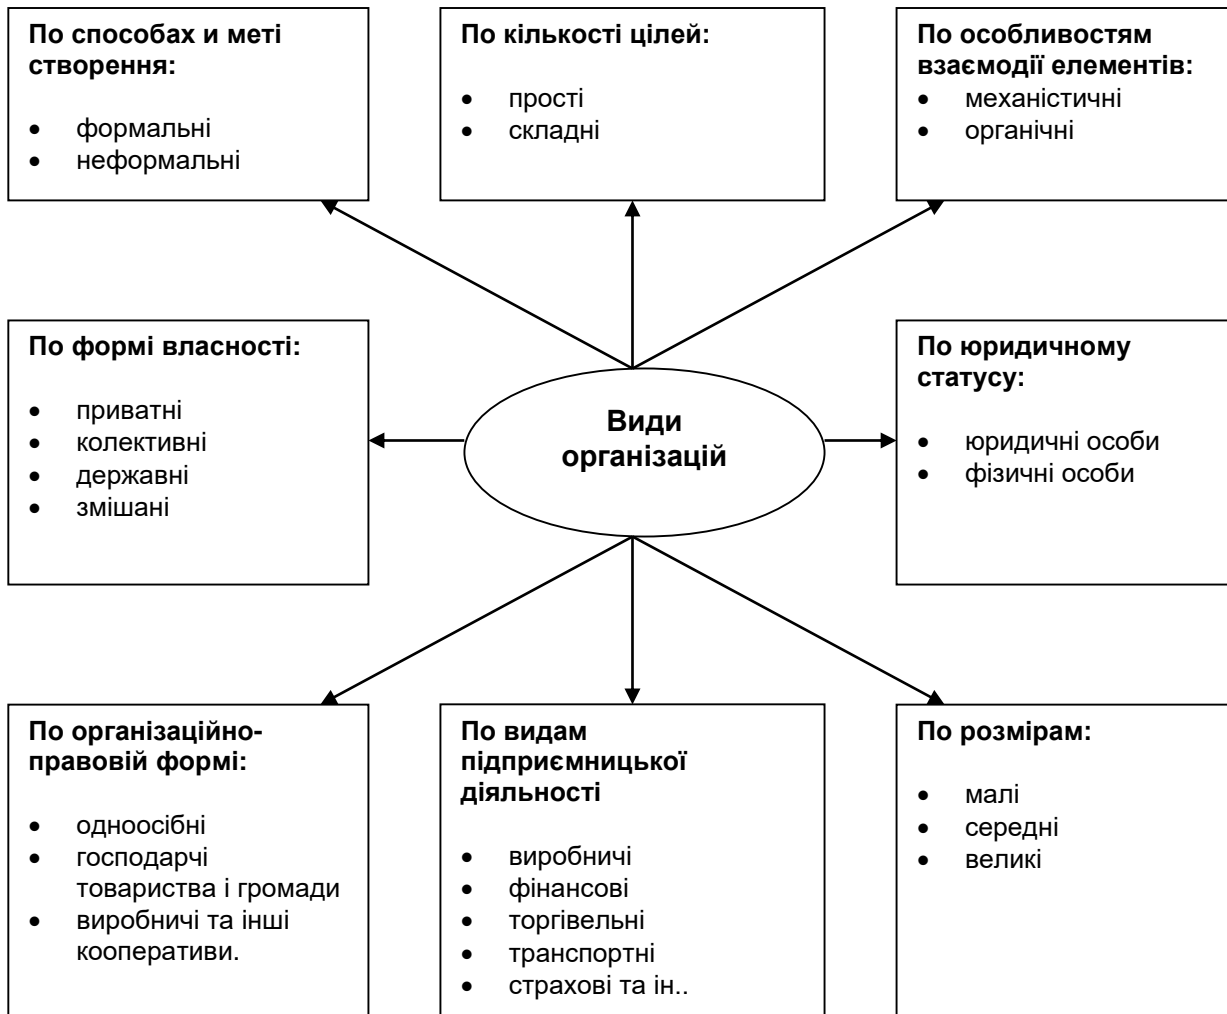 По способах и меті
створення:
• формальні
• неформальні
По кількості цілей:
• прості
• складні
По особливостям
взаємодії елементів:
• механістичні
• органічні
По формі власності:
• приватні
• колективні
• державні
• змішані
Види
організацій
По юридичному
статусу:
• юридичні особи
• фізичні особи
По організаційно-
правовій формі:
• одноосібні
• господарчі
товариства і громади
• виробничі та інші
кооперативи.
По видам
підприємницької
діяльності
• виробничі
• фінансові
• торгівельні
• транспортні
• страхові та ін..
По розмірам:
• малі
• середні
• великі